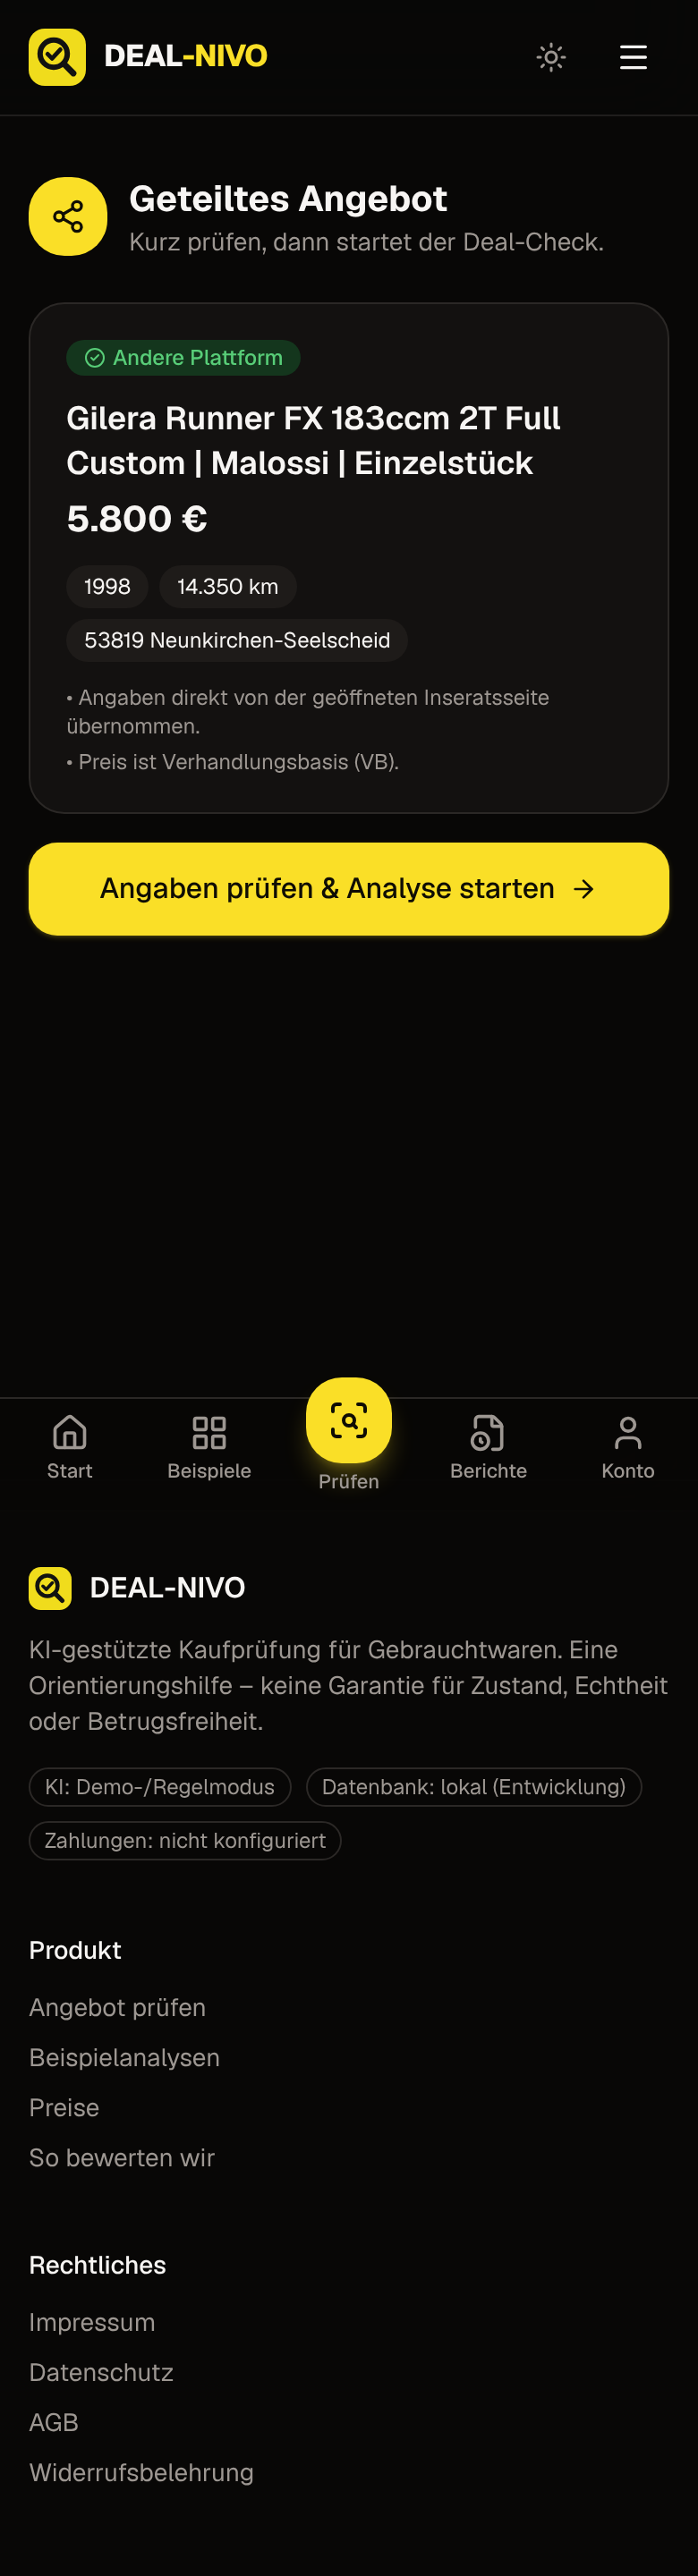 DEAL-NIVO
Geteiltes Angebot
Kurz prüfen, dann startet der Deal-Check.
Andere Plattform
Gilera Runner FX 183ccm 2T Full
Custom | Malossi | Einzelstück
5.800 €
1998
14.350 km
53819 Neunkirchen-Seelscheid
• Angaben direkt von der geöffneten Inseratsseite
übernommen.
• Preis ist Verhandlungsbasis (VB).
Angaben prüfen & Analyse starten →
Start
Beispiele
Prüfen
Berichte
Konto
DEAL-NIVO
KI-gestützte Kaufprüfung für Gebrauchtwaren. Eine
Orientierungshilfe – keine Garantie für Zustand, Echtheit
oder Betrugsfreiheit.
KI: Demo-/Regelmodus
Datenbank: lokal (Entwicklung)
Zahlungen: nicht konfiguriert
Produkt
Angebot prüfen
Beispielanalysen
Preise
So bewerten wir
Rechtliches
Impressum
Datenschutz
AGB
Widerrufsbelehrung